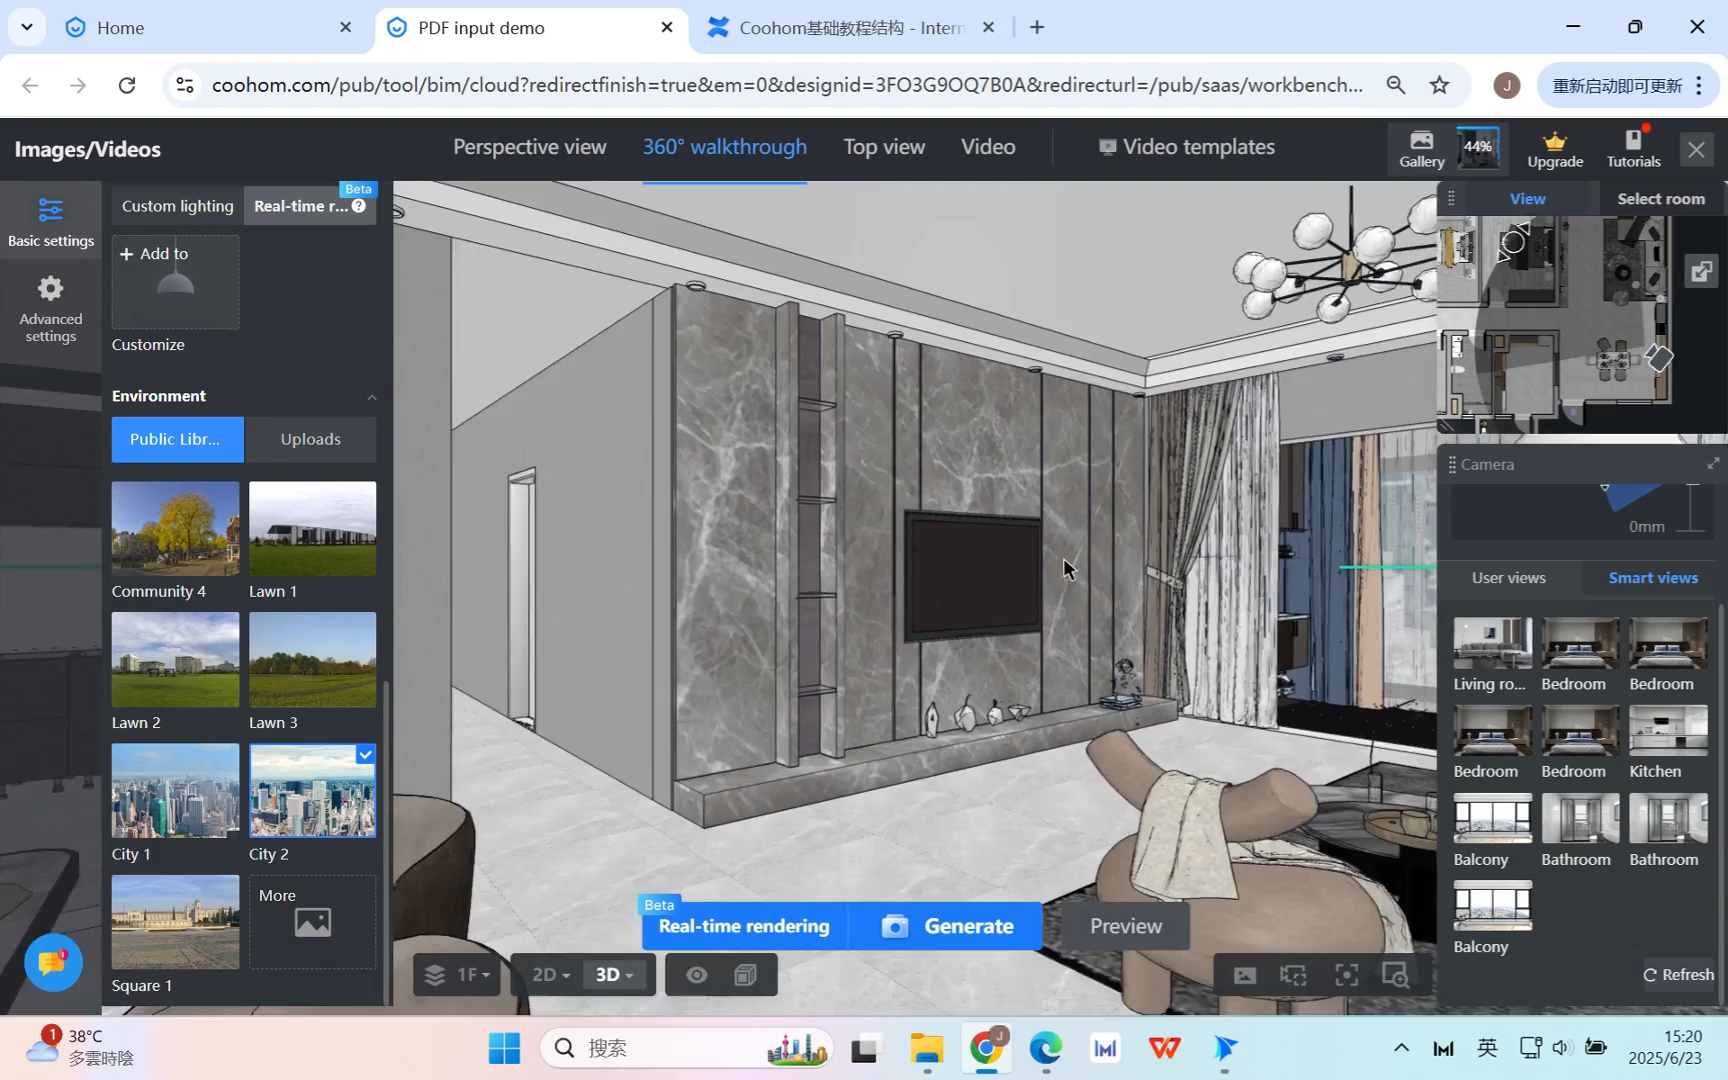 Home
PDF input demo
Coohom基础教程结构 - Intern
coohom.com/pub/tool/bim/cloud?redirectfinish=true&em=0&designid=3FO3G9OQ7B0A&redirecturl=/pub/saas/workbench...
J
重新启动即可更新
Images/Videos
Perspective view
360° walkthrough
Top view
Video
Video templates
Gallery
44%
Upgrade
Tutorials
Basic settings
Advanced settings
Custom lighting
Real-time r...
?
Beta
+ Add to
Customize
Environment
Public Libr...
Uploads
Community 4
Lawn 1
Lawn 2
Lawn 3
City 1
City 2
Square 1
More
View
Select room
Camera
0mm
User views
Smart views
Living ro...
Bedroom
Bedroom
Bedroom
Bedroom
Kitchen
Balcony
Bathroom
Bathroom
Balcony
Refresh
Beta
Real-time rendering
Generate
Preview
1F
2D
3D
1
38°C
多雲時陰
搜索
J
英
15:20
2025/6/23